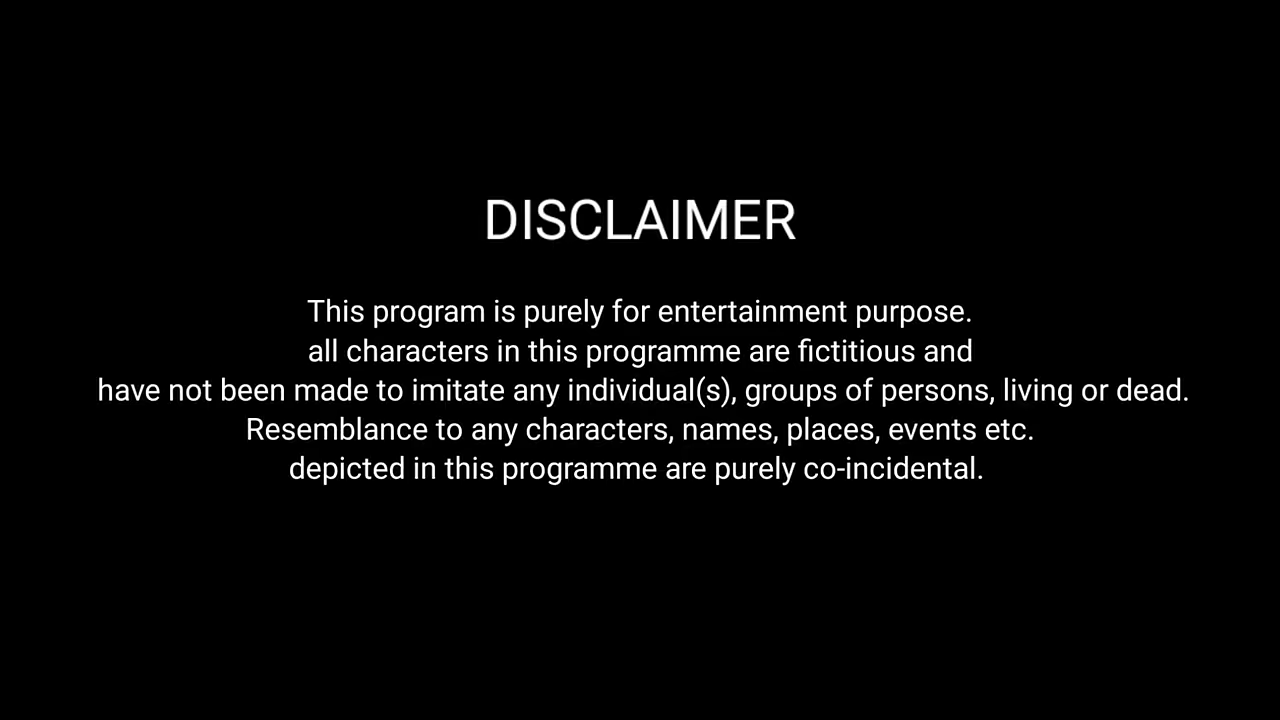 DISCLAIMER
This program is purely for entertainment purpose.
all characters in this programme are fictitious and
have not been made to imitate any individual(s), groups of persons, living or dead.
Resemblance to any characters, names, places, events etc.
depicted in this programme are purely co-incidental.